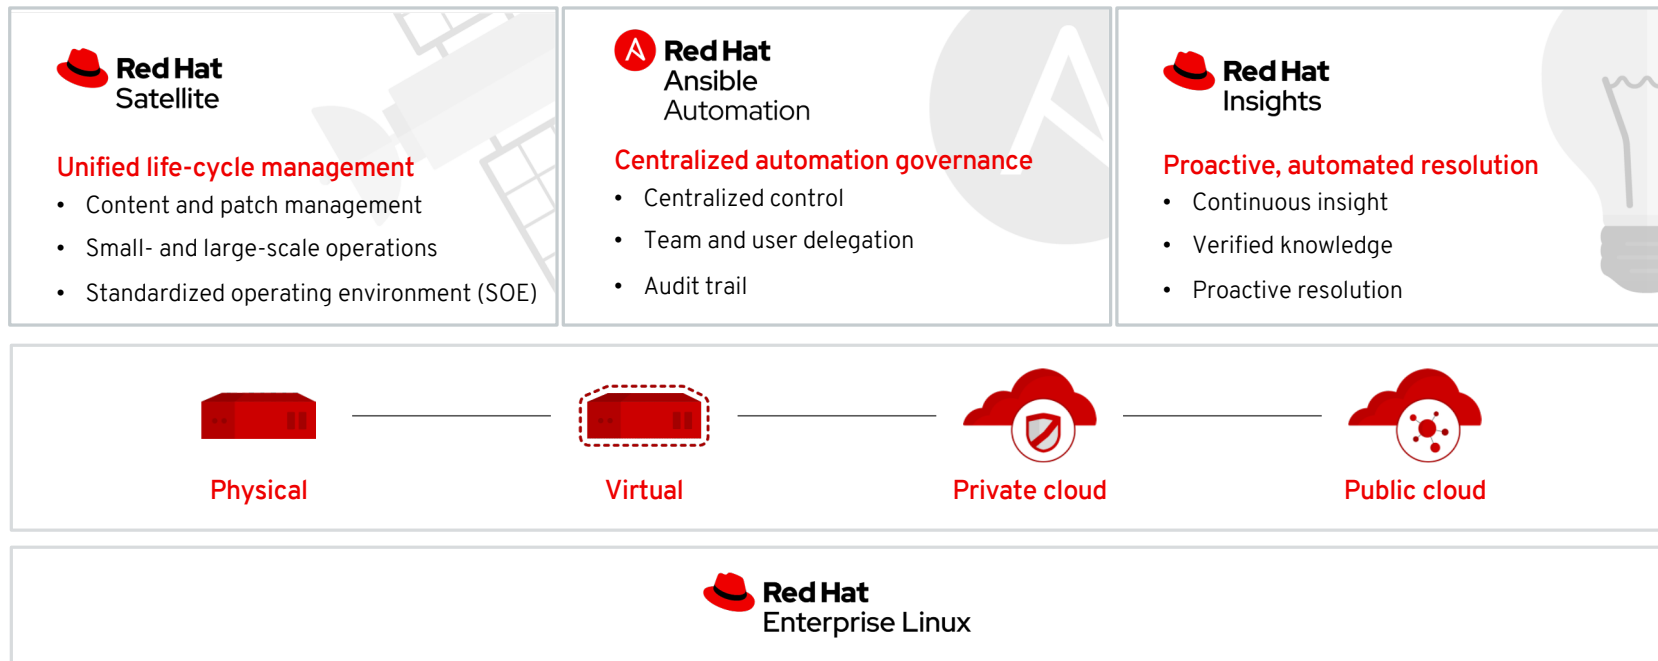 Red Hat
Satellite
Unified life-cycle management
• Content and patch management
• Small- and large-scale operations
• Standardized operating environment (SOE)
Red Hat
Ansible
Automation
Centralized automation governance
• Centralized control
• Team and user delegation
• Audit trail
Red Hat
Insights
Proactive, automated resolution
• Continuous insight
• Verified knowledge
• Proactive resolution
Physical
Virtual
Private cloud
Public cloud
Red Hat
Enterprise Linux